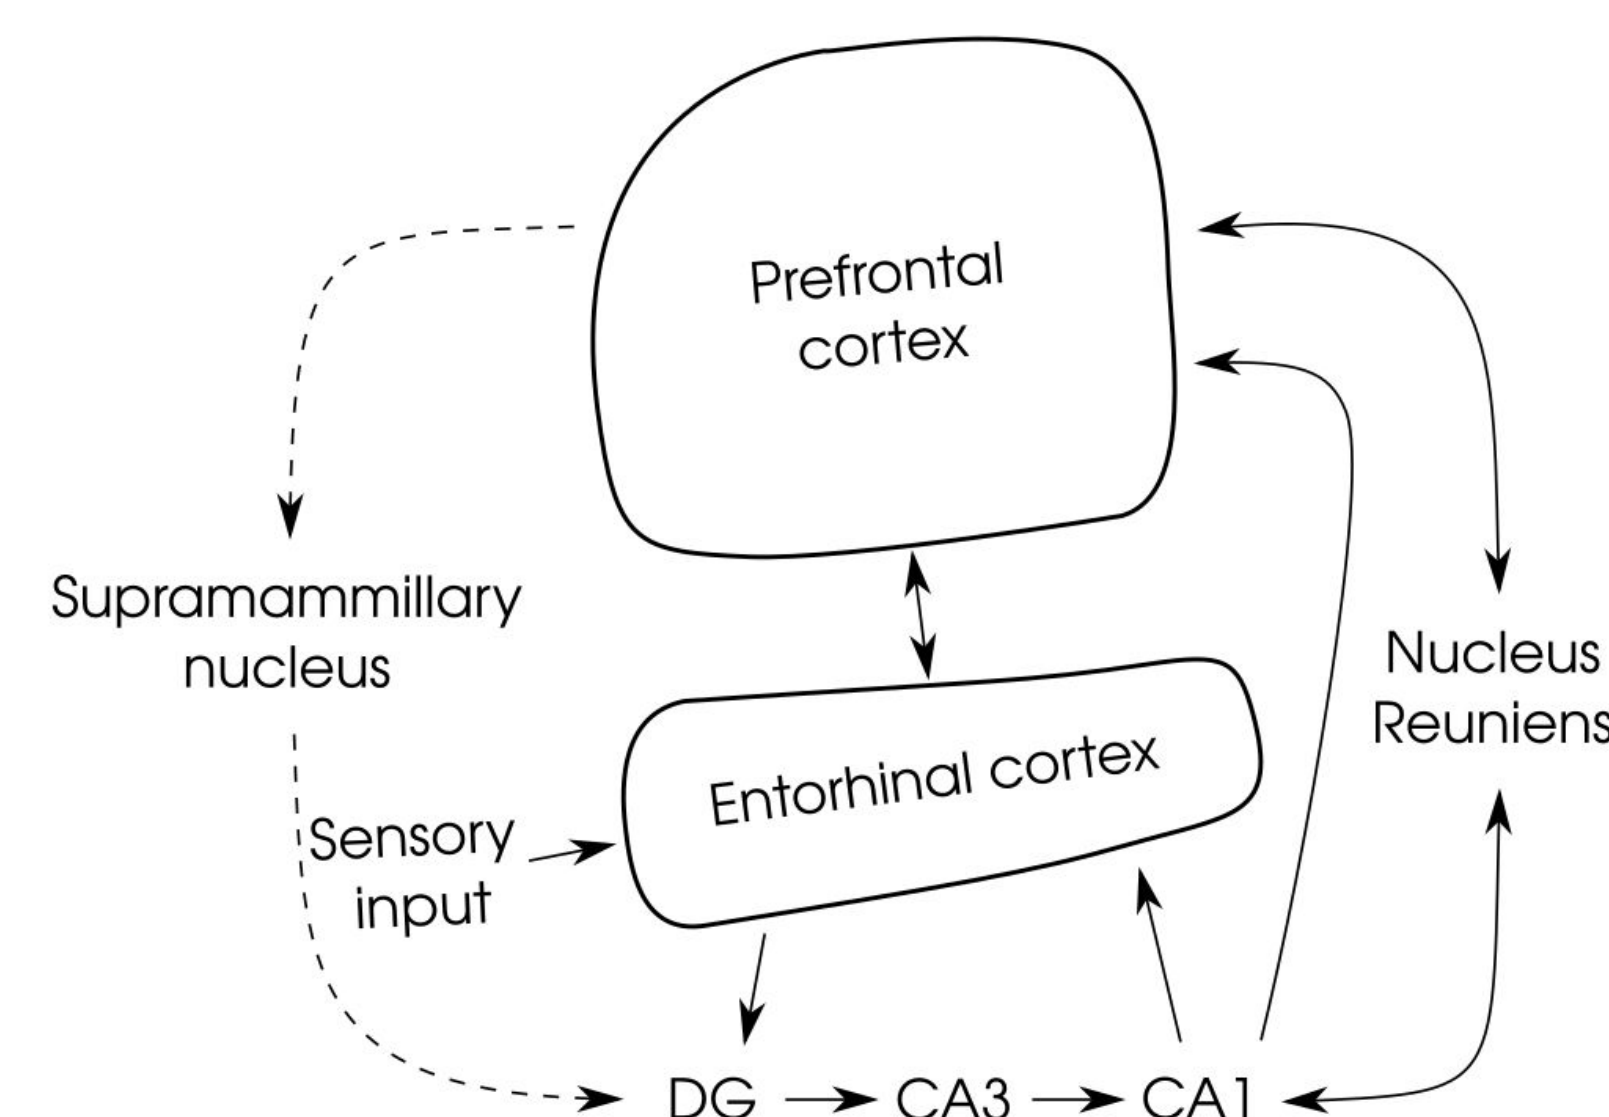 Prefrontal
cortex
Supramammillary
nucleus
Nucleus
Reuniens
Entorhinal cortex
Sensory
input
DG
CA3
CA1